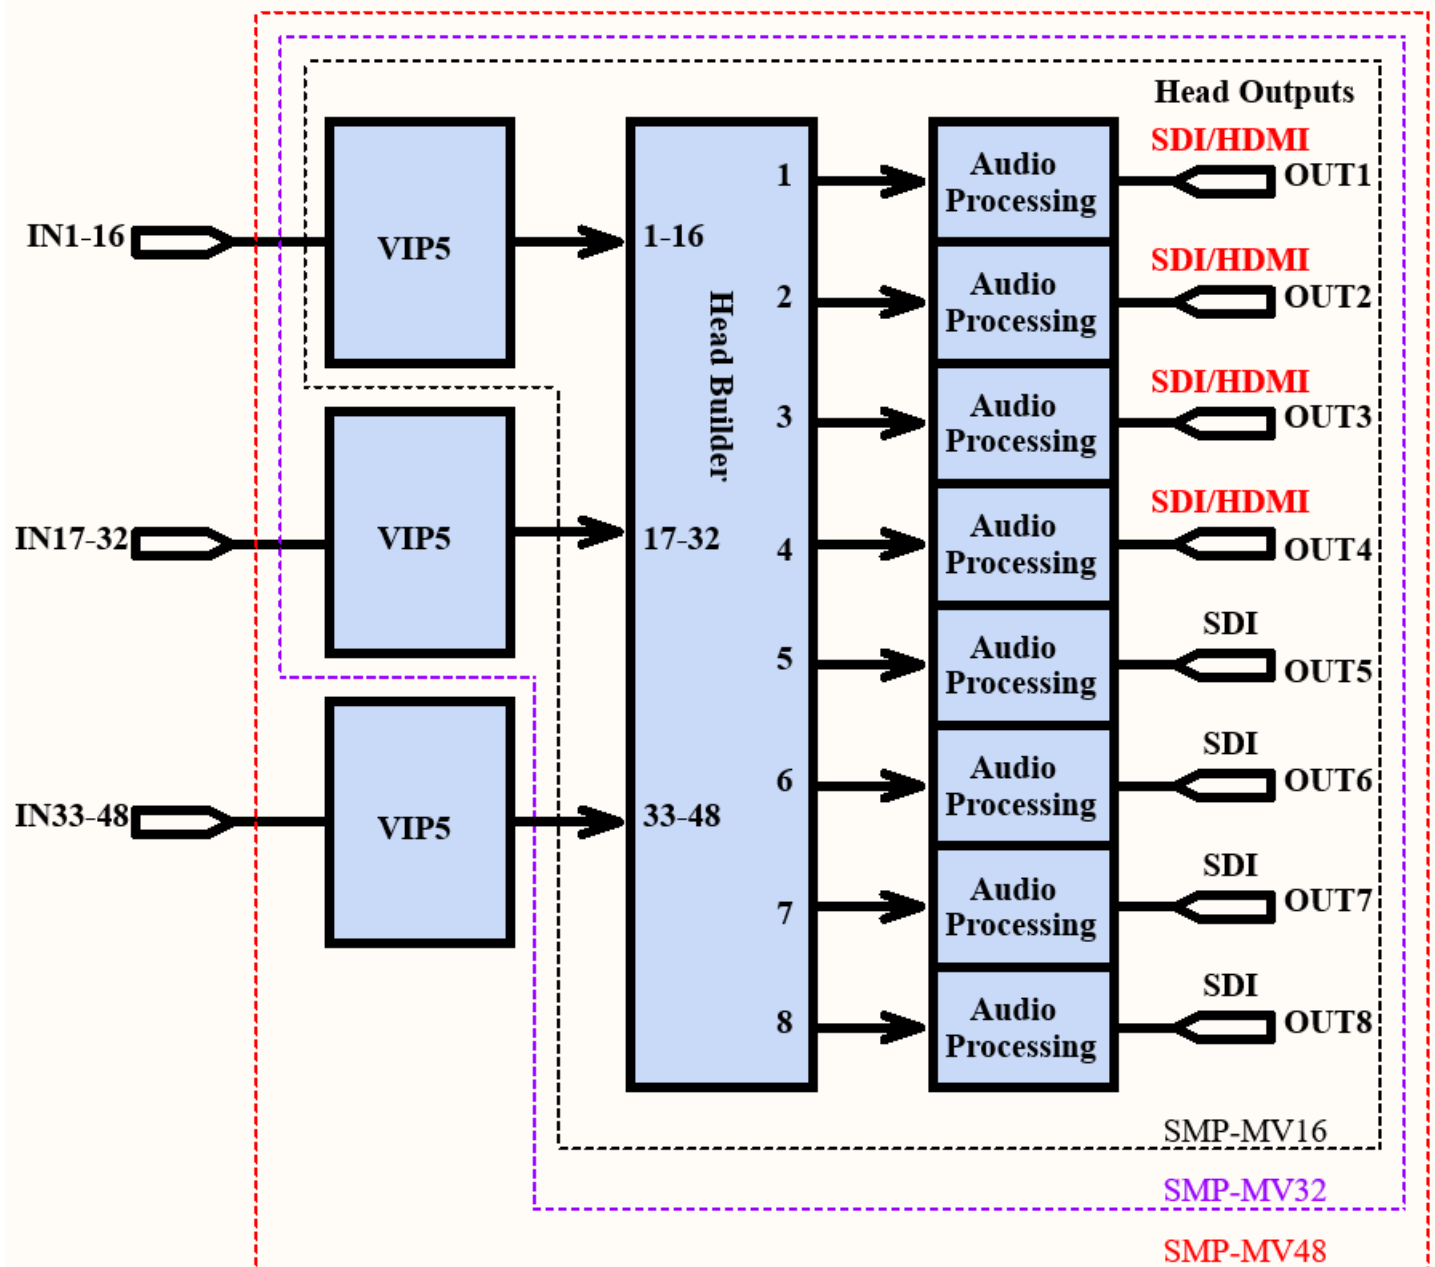 Head Outputs
SDI/HDMI
1
Audio
Processing
OUT1
IN1-16
VIP5
1-16
SDI/HDMI
2
Audio
Processing
OUT2
Head Builder
SDI/HDMI
3
Audio
Processing
OUT3
SDI/HDMI
IN17-32
VIP5
17-32
4
Audio
Processing
OUT4
SDI
5
Audio
Processing
OUT5
SDI
6
Audio
Processing
OUT6
IN33-48
VIP5
33-48
SDI
7
Audio
Processing
OUT7
SDI
8
Audio
Processing
OUT8
SMP-MV16
SMP-MV32
SMP-MV48